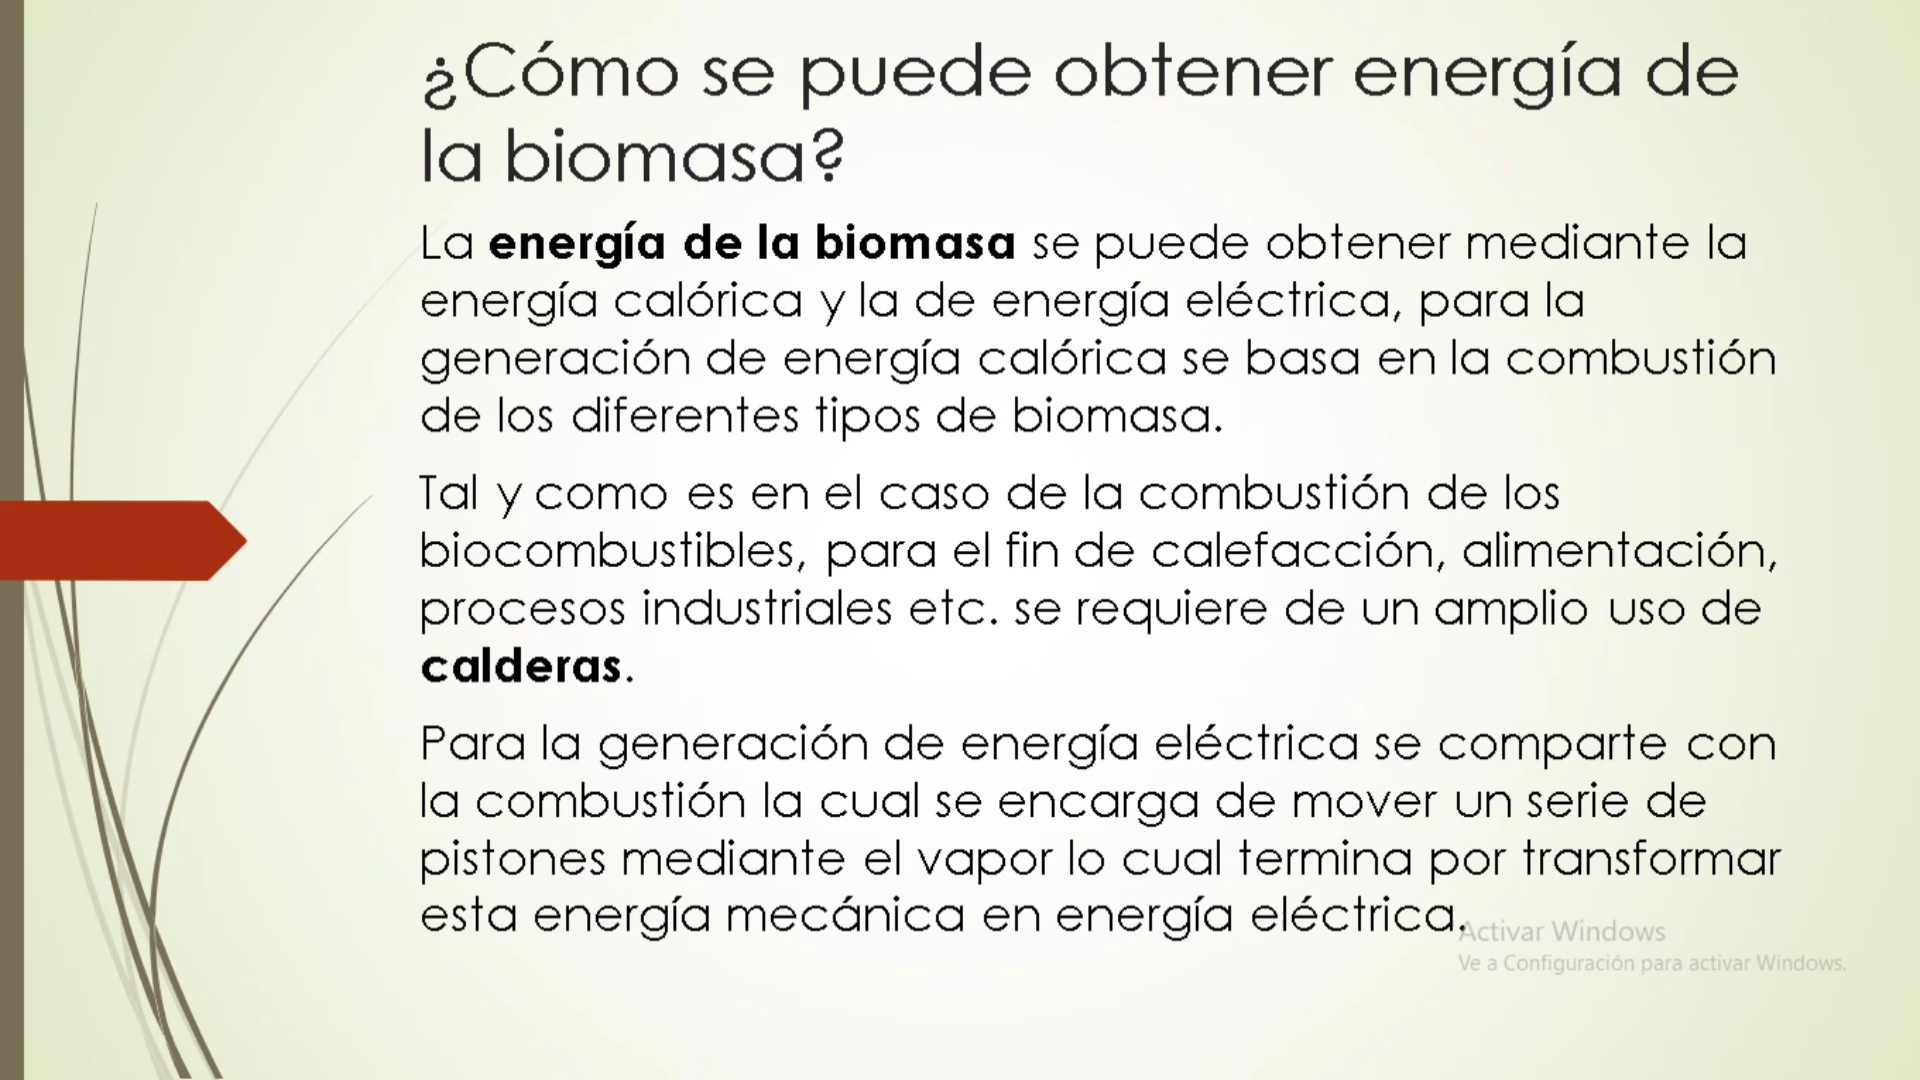 ¿Cómo se puede obtener energía de
la biomasa?
La energía de la biomasa se puede obtener mediante la
energía calórica y la de energía eléctrica, para la
generación de energía calórica se basa en la combustión
de los diferentes tipos de biomasa.
Tal y como es en el caso de la combustión de los
biocombustibles, para el fin de calefacción, alimentación,
procesos industriales etc. se requiere de un amplio uso de
calderas.
Para la generación de energía eléctrica se comparte con
la combustión la cual se encarga de mover un serie de
pistones mediante el vapor lo cual termina por transformar
esta energía mecánica en energía eléctrica.
Activar Windows
Ve a Configuración para activar Windows.